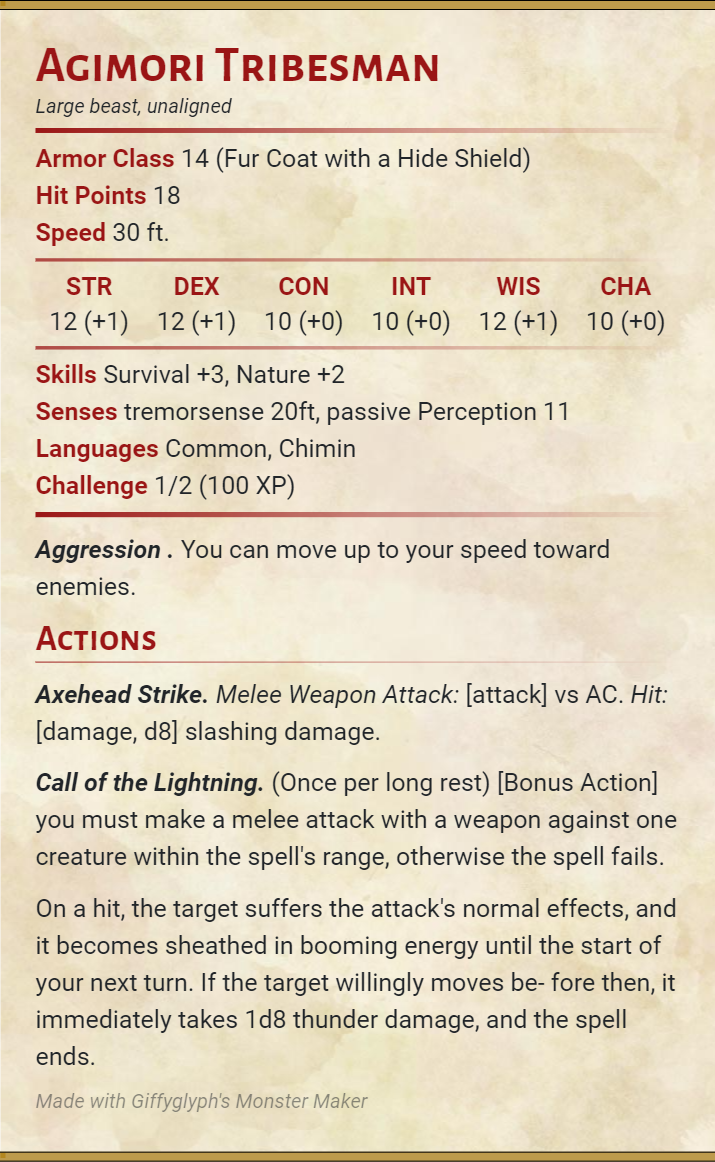 Agimori Tribesman
Large beast, unaligned
Armor Class 14 (Fur Coat with a Hide Shield)
Hit Points 18
Speed 30 ft.
STR DEX CON INT WIS CHA
12 (+1) 12 (+1) 10 (+0) 10 (+0) 12 (+1) 10 (+0)
Skills Survival +3, Nature +2
Senses tremorsense 20ft, passive Perception 11
Languages Common, Chimin
Challenge 1/2 (100 XP)
Aggression . You can move up to your speed toward
enemies.
Actions
Axehead Strike. Melee Weapon Attack: [attack] vs AC. Hit:
[damage, d8] slashing damage.
Call of the Lightning. (Once per long rest) [Bonus Action]
you must make a melee attack with a weapon against one
creature within the spell's range, otherwise the spell fails.
On a hit, the target suffers the attack's normal effects, and
it becomes sheathed in booming energy until the start of
your next turn. If the target willingly moves be- fore then, it
immediately takes 1d8 thunder damage, and the spell
ends.
Made with Giffyglyph's Monster Maker